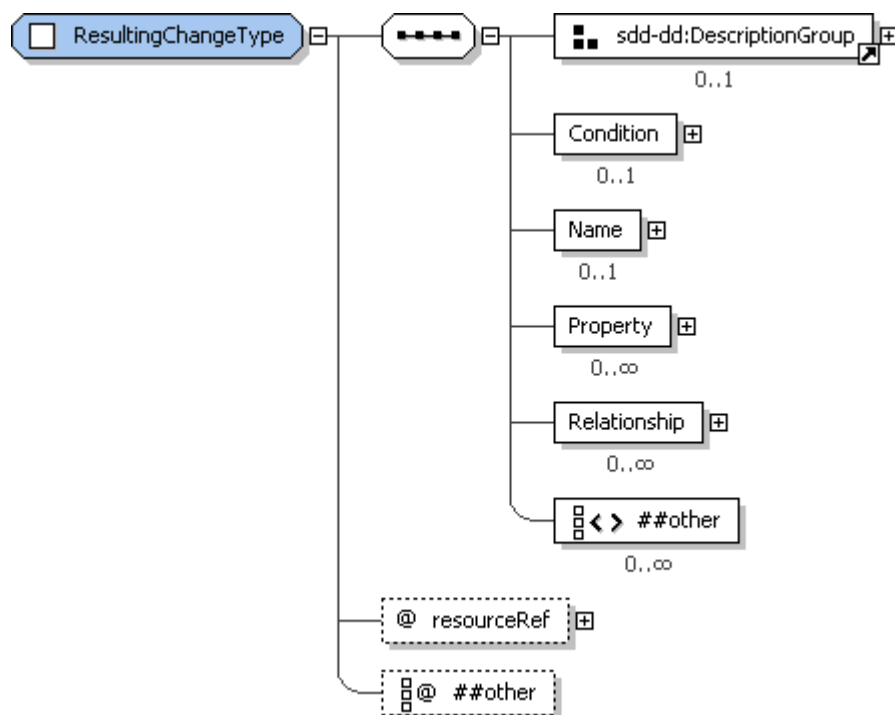 ResultingChangeType
sdd-dd:DescriptionGroup
0..1
Condition
0..1
Name
0..1
Property
0..∞
Relationship
0..∞
##other
0..∞
@ resourceRef
@ ##other